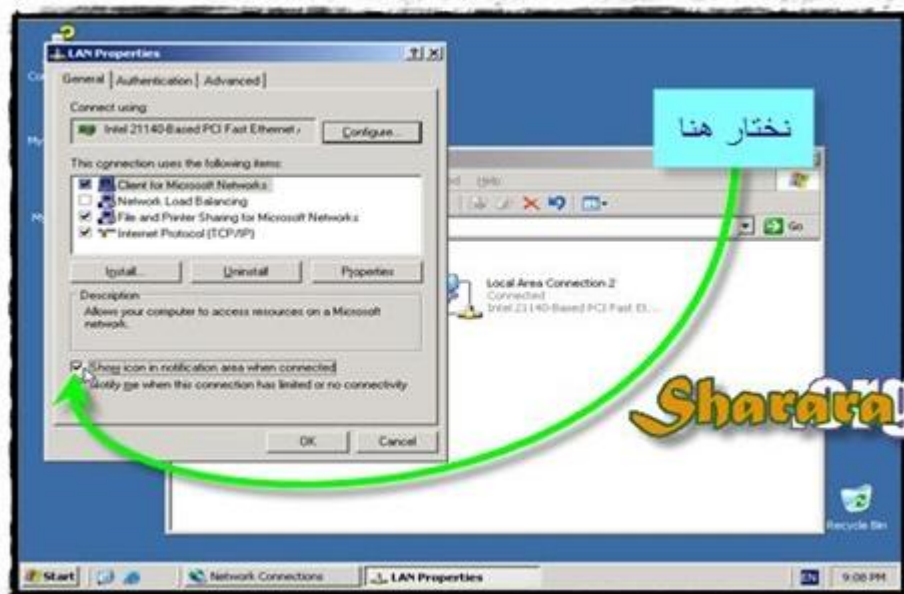 LAN Properties
General
Authentication
Advanced
Connect using:
Intel 21140-Based PCI Fast Ethernet
Configure...
This connection uses the following items:
Client for Microsoft Networks
Network Load Balancing
File and Printer Sharing for Microsoft Networks
Internet Protocol (TCP/IP)
Install...
Uninstall
Properties
Description
Allows your computer to access resources on a Microsoft
network.
Show icon in notification area when connected
Notify me when this connection has limited or no connectivity
OK
Cancel
نختار هنا
Help
Go
Local Area Connection 2
Connected
Intel 21140-Based PCI Fast Et...
Sharara
Recycle Bin
Start
Network Connections
LAN Properties
EN
9:08 PM